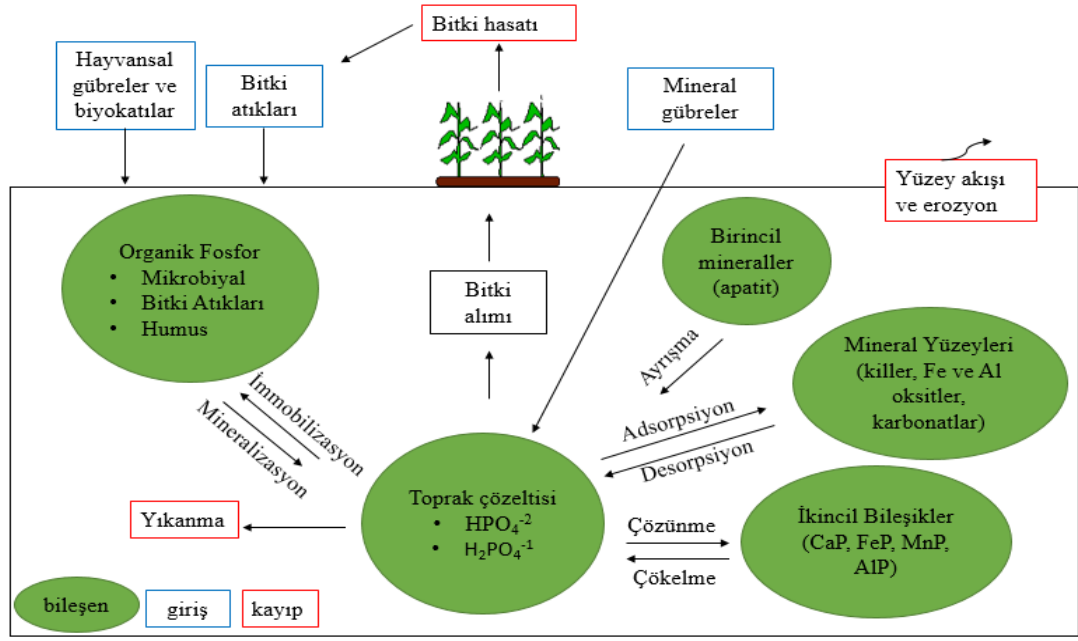 Bitki hasatı
Hayvansal
gübreler ve
biyokatılar
Bitki
atıkları
Mineral
gübreler
Yüzey akışı
ve erozyon
Organik Fosfor
• Mikrobiyal
• Bitki Atıkları
• Humus
Bitki
alımı
Birincil
mineraller
(apatit)
Ayrışma
Mineral Yüzeyleri
(killer, Fe ve Al
oksitler,
karbonatlar)
İmmobilizasyon
Mineralizasyon
Adsorpsiyon
Desorpsiyon
Toprak çözeltisi
• HPO₄⁻²
• H₂PO₄⁻¹
Yıkanma
Çözünme
Çökelme
İkincil Bileşikler
(CaP, FeP, MnP,
AlP)
bileşen
giriş
kayıp